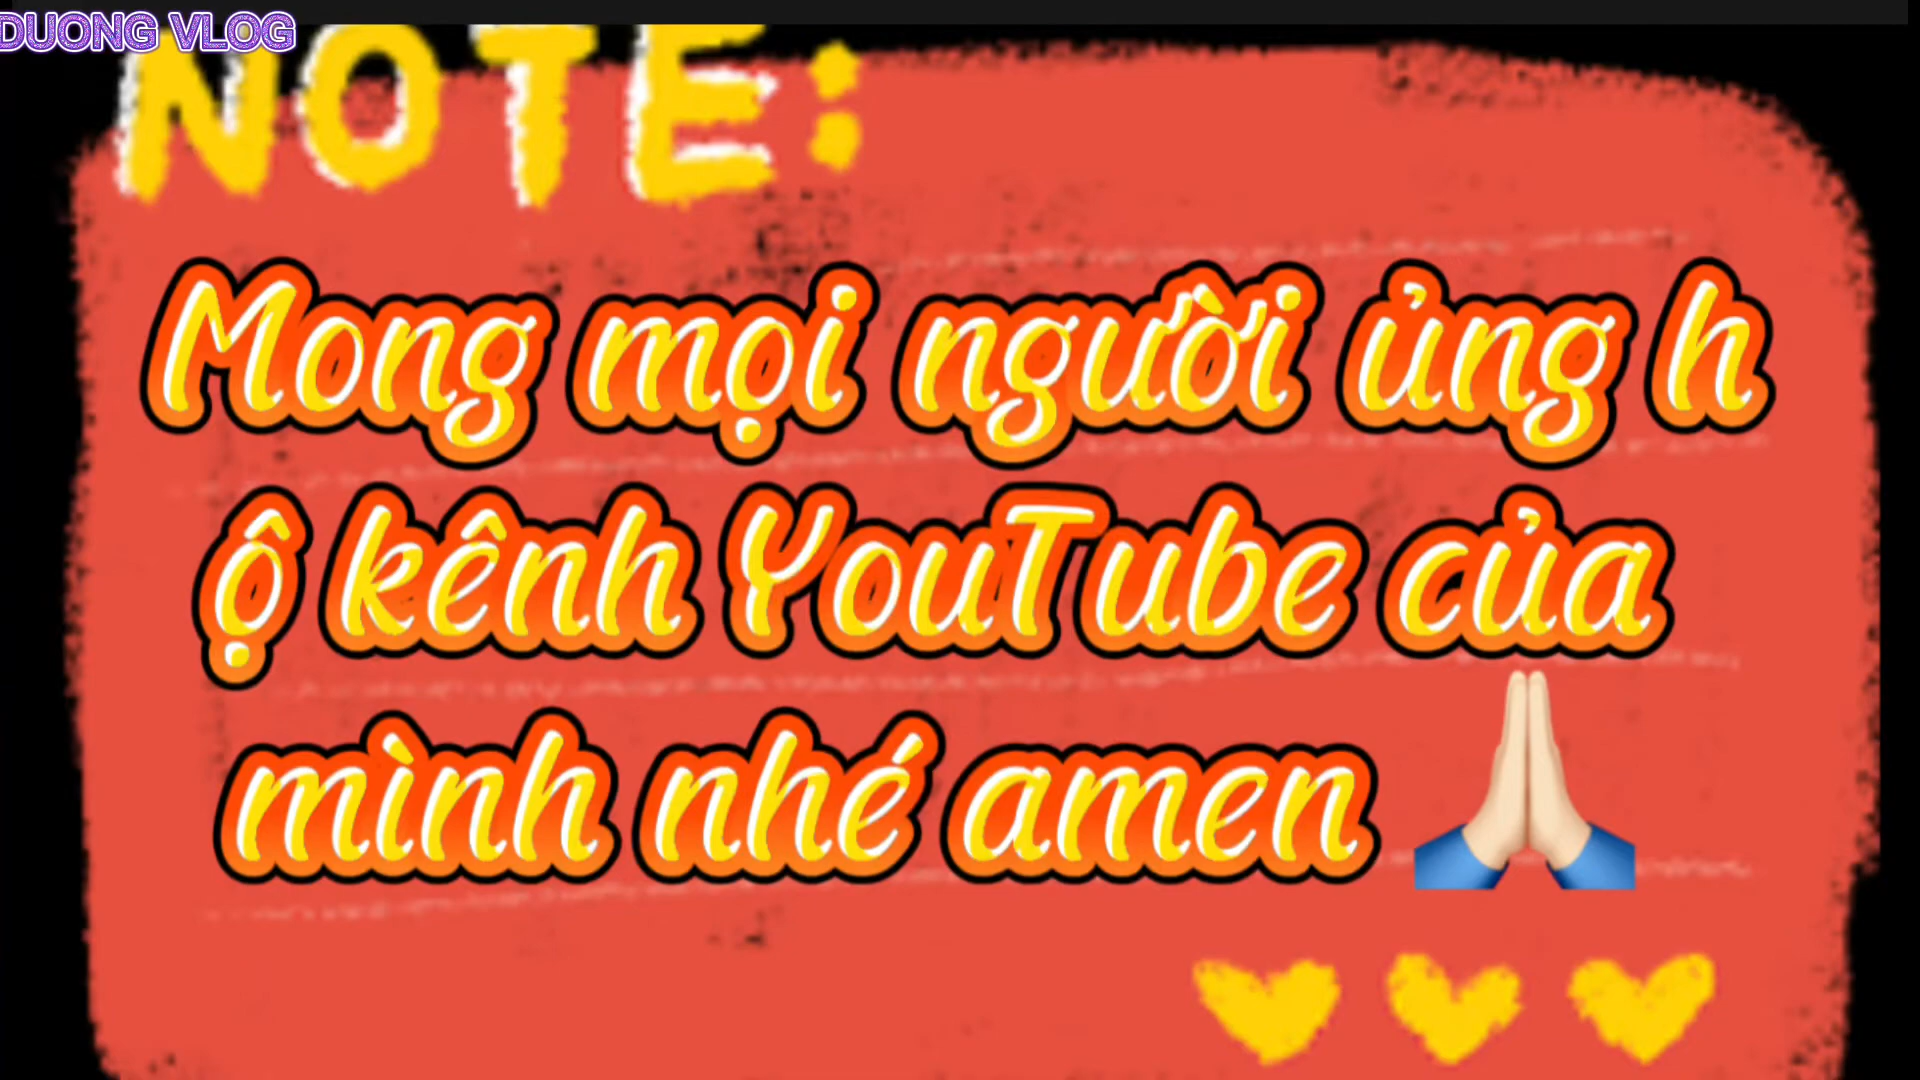 DUONG VLOG
NOTE:
Mong mọi người ủng h
ộ kênh YouTube của
mình nhé amen 🙏🏻